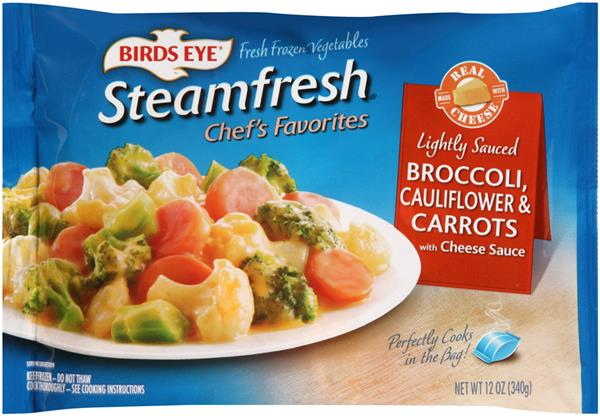 BIRDS EYE®
Fresh Frozen Vegetables
Steamfresh®
Chef's Favorites
REAL
MADE WITH
CHEESE
Lightly Sauced
BROCCOLI,
CAULIFLOWER &
CARROTS
with Cheese Sauce
Perfectly Cooks
in the Bag!
SERVING SUGGESTION
KEEP FROZEN – DO NOT THAW
COOK THOROUGHLY – SEE COOKING INSTRUCTIONS
NET WT 12 OZ (340g)